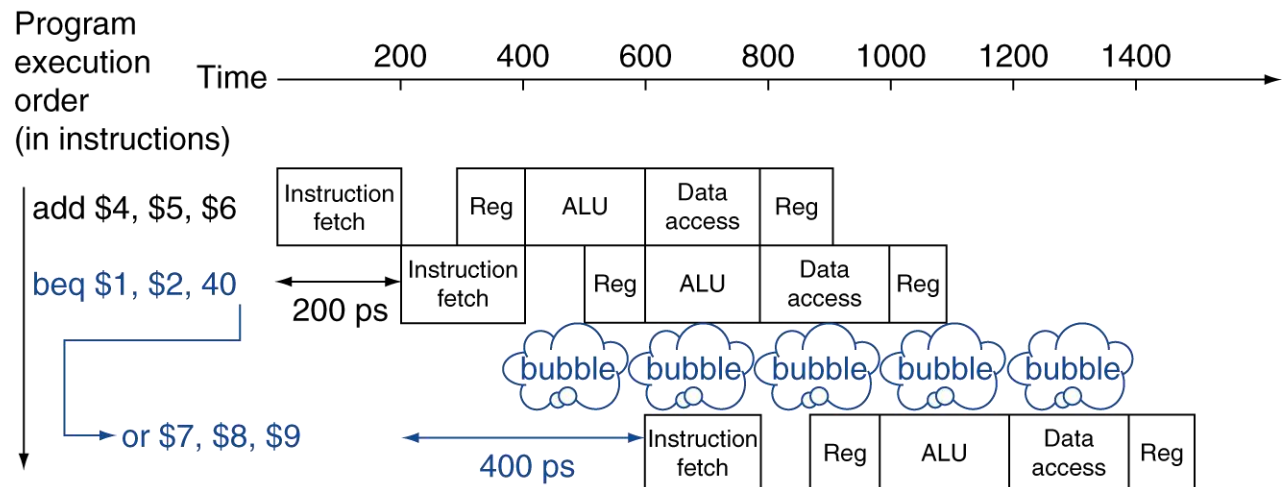 Program
execution
order
(in instructions)
Time
200 400 600 800 1000 1200 1400
add $4, $5, $6
Instruction
fetch
Reg
ALU
Data
access
Reg
beq $1, $2, 40
200 ps
Instruction
fetch
Reg
ALU
Data
access
Reg
bubble bubble bubble bubble bubble
or $7, $8, $9
400 ps
Instruction
fetch
Reg
ALU
Data
access
Reg